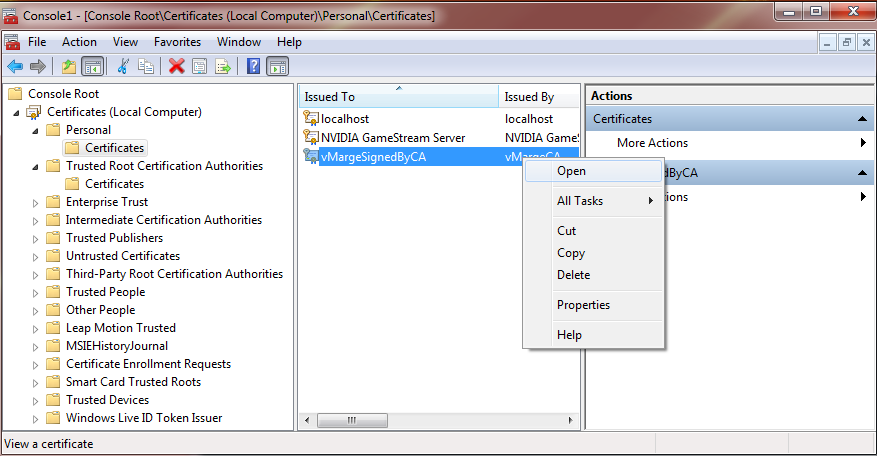 Console1 - [Console Root\Certificates (Local Computer)\Personal\Certificates]
File Action View Favorites Window Help
Console Root
Certificates (Local Computer)
Personal
Certificates
Trusted Root Certification Authorities
Certificates
Enterprise Trust
Intermediate Certification Authorities
Trusted Publishers
Untrusted Certificates
Third-Party Root Certification Authorities
Trusted People
Other People
Leap Motion Trusted
MSIEHistoryJournal
Certificate Enrollment Requests
Smart Card Trusted Roots
Trusted Devices
Windows Live ID Token Issuer
Issued To Issued By
localhost localhost
NVIDIA GameStream Server NVIDIA Game
vMargeSignedByCA vMargeCA
Open
All Tasks
Cut
Copy
Delete
Properties
Help
Actions
Certificates
More Actions
dByCA
tions
View a certificate